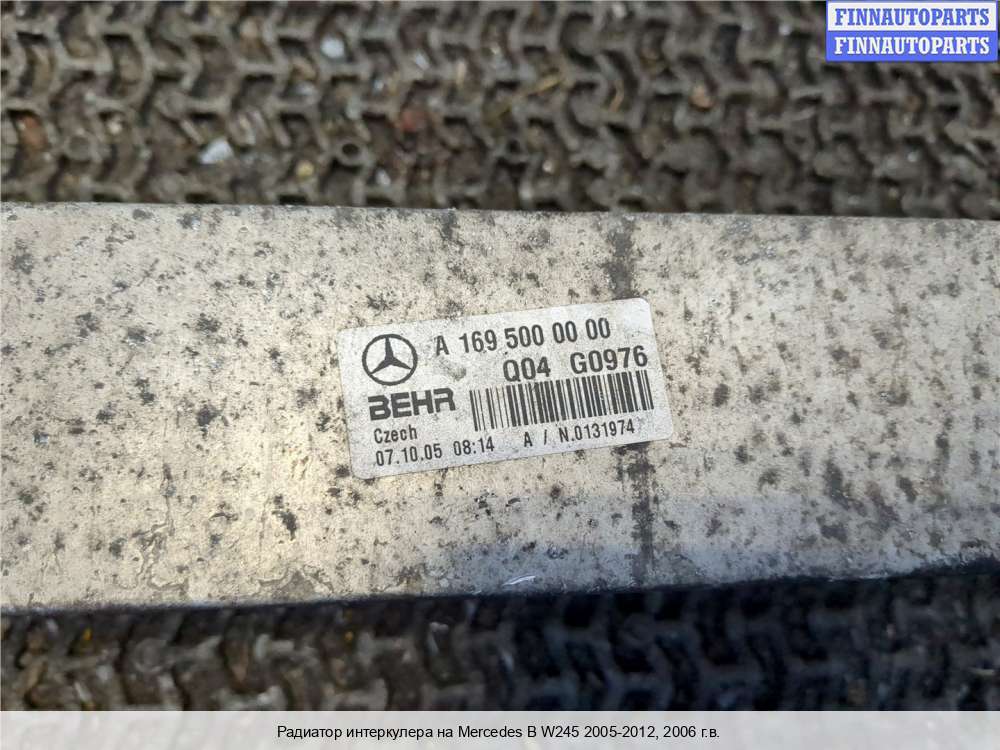 FINNAUTOPARTS
FINNAUTOPARTS
A 169 500 00 00
Q04 G0976
BEHR
Czech
07.10.05 08:14 A / N.0131974
Радиатор интеркулера на Mercedes B W245 2005-2012, 2006 г.в.